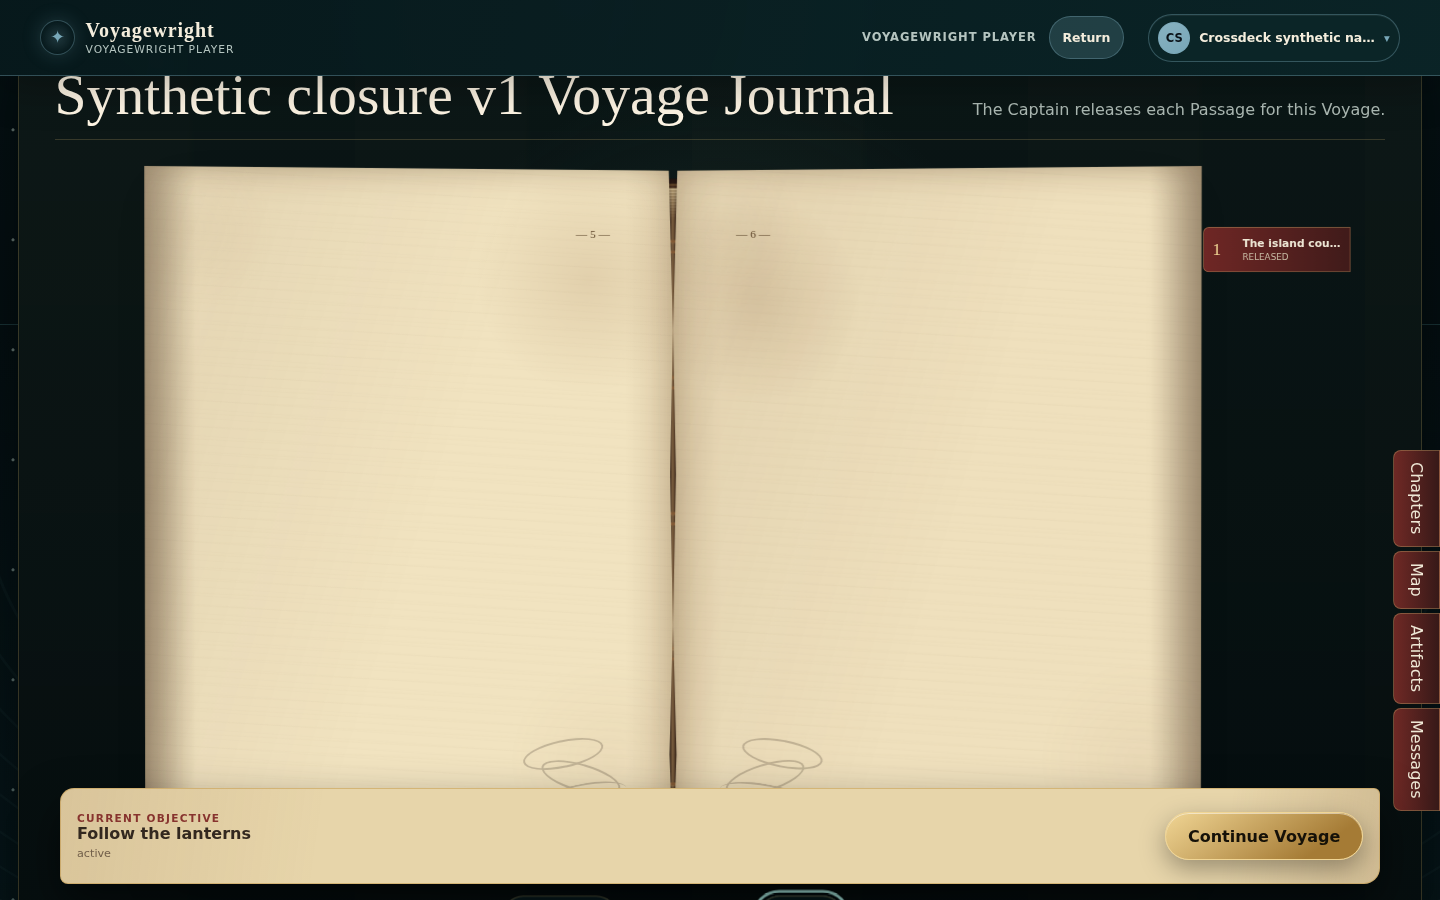 Voyagewright
VOYAGEWRIGHT PLAYER
VOYAGEWRIGHT PLAYER
Return
CS
Crossdeck synthetic na…
Synthetic closure v1 Voyage Journal
The Captain releases each Passage for this Voyage.
— 5 —
— 6 —
1
The island cou…
RELEASED
Chapters
Map
Artifacts
Messages
CURRENT OBJECTIVE
Follow the lanterns
active
Continue Voyage